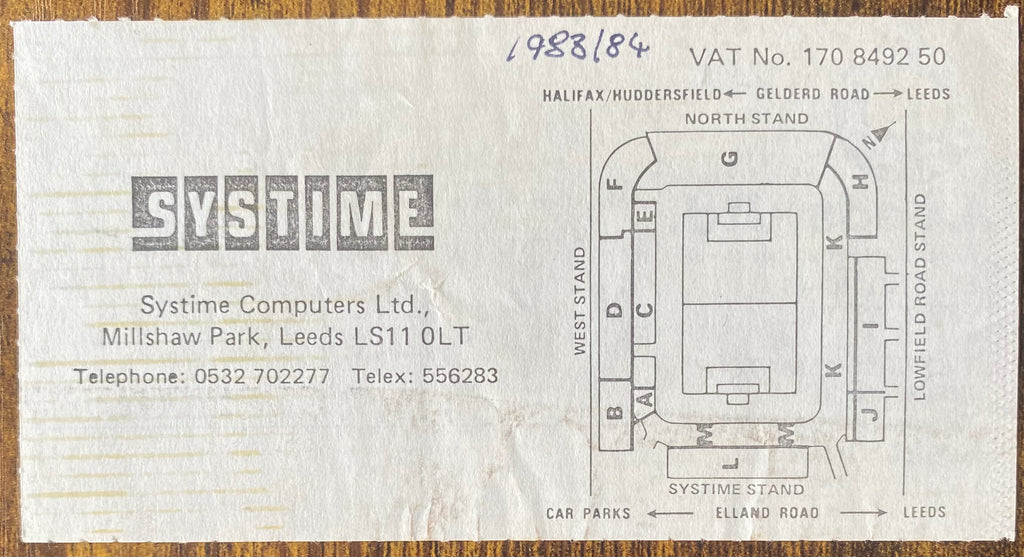 1983/84
VAT No. 170 8492 50
HALIFAX/HUDDERSFIELD ← GELDERD ROAD → LEEDS
NORTH STAND
N
G
F
H
E
K
SYSTIME
WEST STAND
LOWFIELD ROAD STAND
Systime Computers Ltd.,
Millshaw Park, Leeds LS11 0LT
Telephone: 0532 702277 Telex: 556283
D
C
I
K
B
A
J
L
SYSTIME STAND
CAR PARKS ← ELLAND ROAD → LEEDS